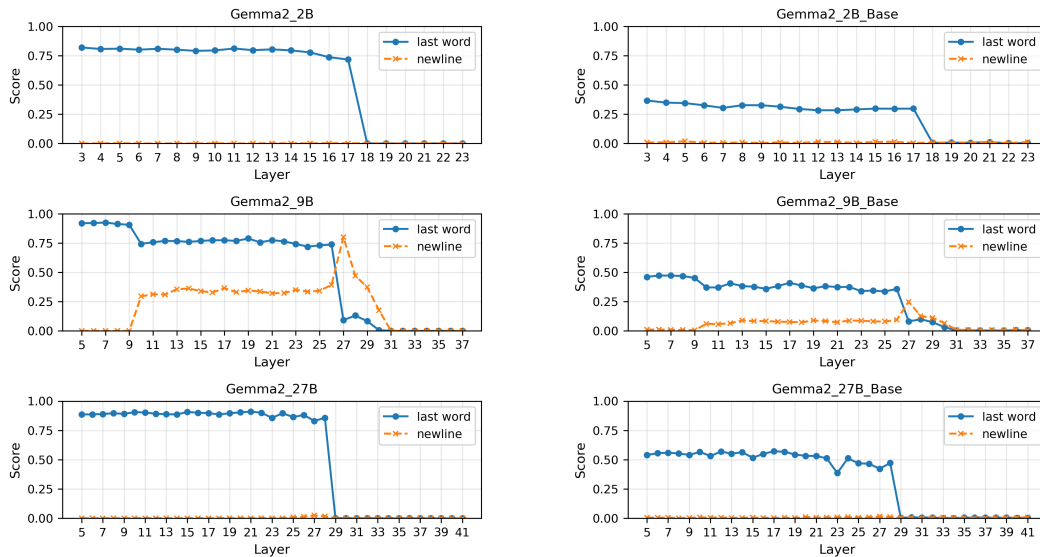 Gemma2_2B
1.00
0.75
0.50
0.25
0.00
Score
last word
newline
3 4 5 6 7 8 9 10 11 12 13 14 15 16 17 18 19 20 21 22 23
Layer
Gemma2_2B_Base
1.00
0.75
0.50
0.25
0.00
Score
last word
newline
3 4 5 6 7 8 9 10 11 12 13 14 15 16 17 18 19 20 21 22 23
Layer
Gemma2_9B
1.00
0.75
0.50
0.25
0.00
Score
last word
newline
5 7 9 11 13 15 17 19 21 23 25 27 29 31 33 35 37
Layer
Gemma2_9B_Base
1.00
0.75
0.50
0.25
0.00
Score
last word
newline
5 7 9 11 13 15 17 19 21 23 25 27 29 31 33 35 37
Layer
Gemma2_27B
1.00
0.75
0.50
0.25
0.00
Score
last word
newline
5 7 9 11 13 15 17 19 21 23 25 27 29 31 33 35 37 39 41
Layer
Gemma2_27B_Base
1.00
0.75
0.50
0.25
0.00
Score
last word
newline
5 7 9 11 13 15 17 19 21 23 25 27 29 31 33 35 37 39 41
Layer